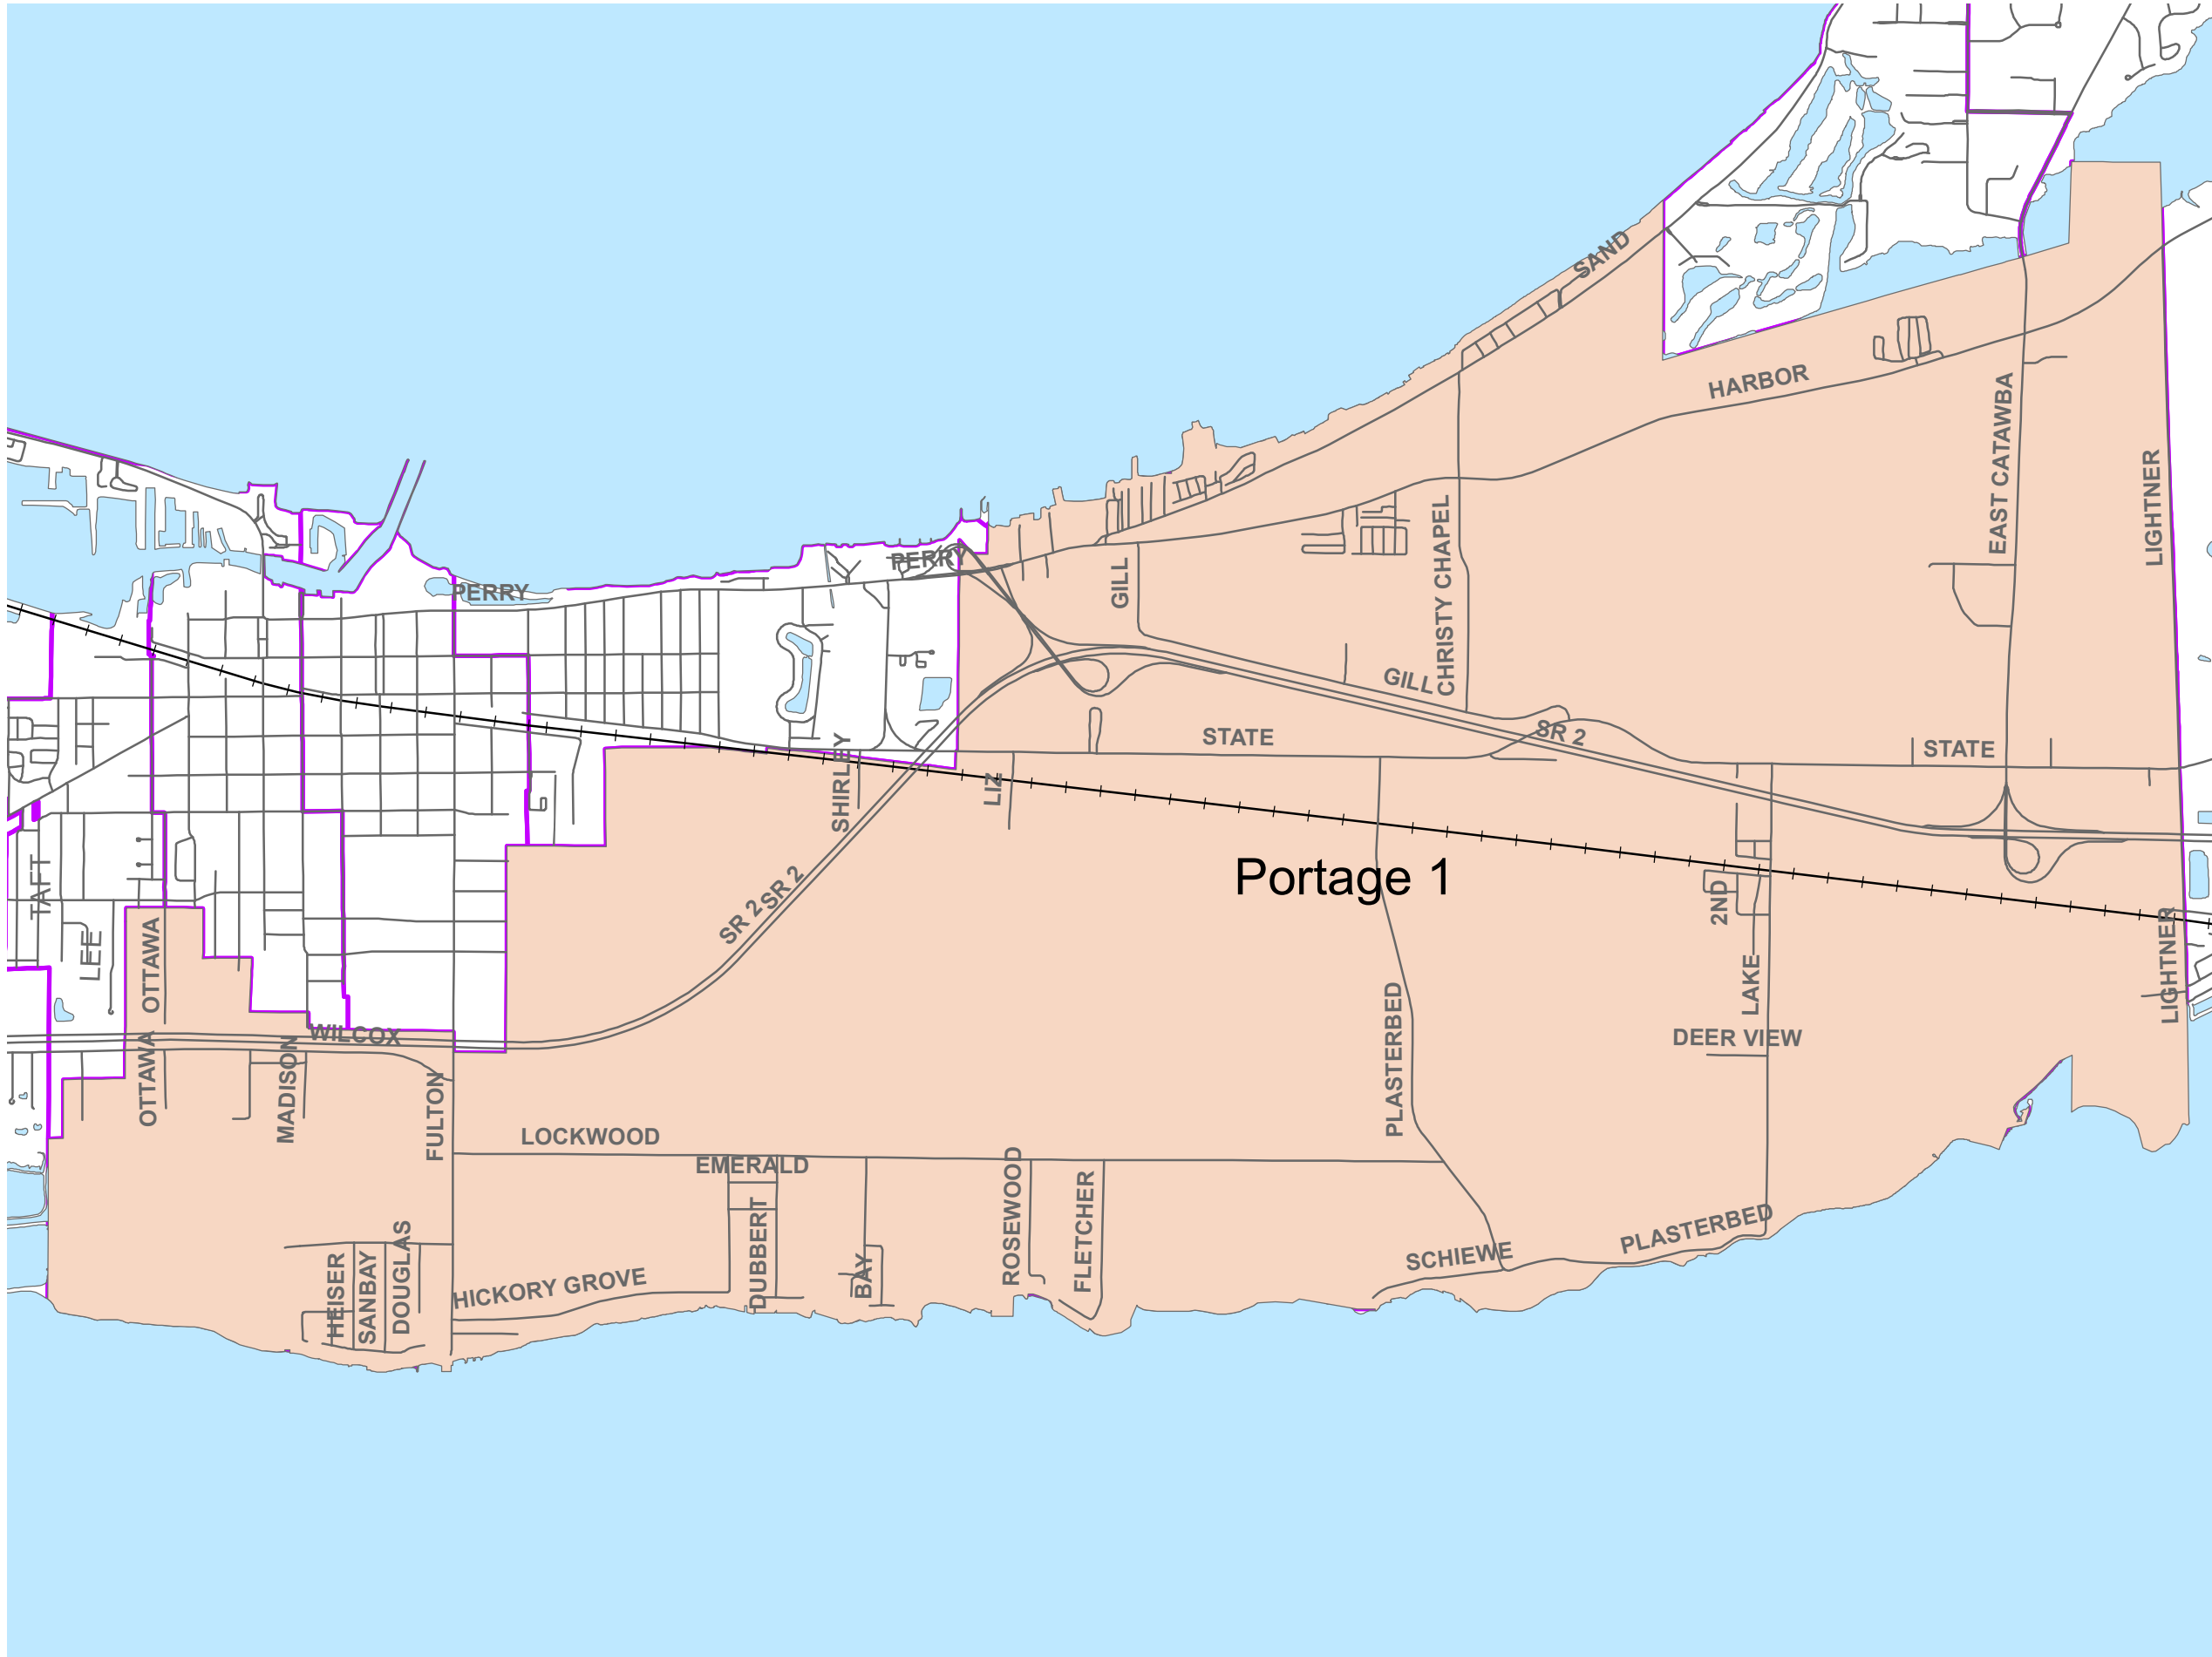 SAND
HARBOR
EAST CATAWBA
LIGHTNER
PERRY
PERRY
GILL
CHRISTY CHAPEL
GILL
SR 2
STATE
STATE
SHIRLEY
LIZ
Portage 1
TAFT
LEE
OTTAWA
SR 2
SR 2
2ND
LAKE
LIGHTNER
WILCOX
OTTAWA
MADISON
FULTON
PLASTERBED
DEER VIEW
LOCKWOOD
EMERALD
DUBBERT
BAY
ROSEWOOD
FLETCHER
SCHIEWE
PLASTERBED
HEISER
SANBAY
DOUGLAS
HICKORY GROVE